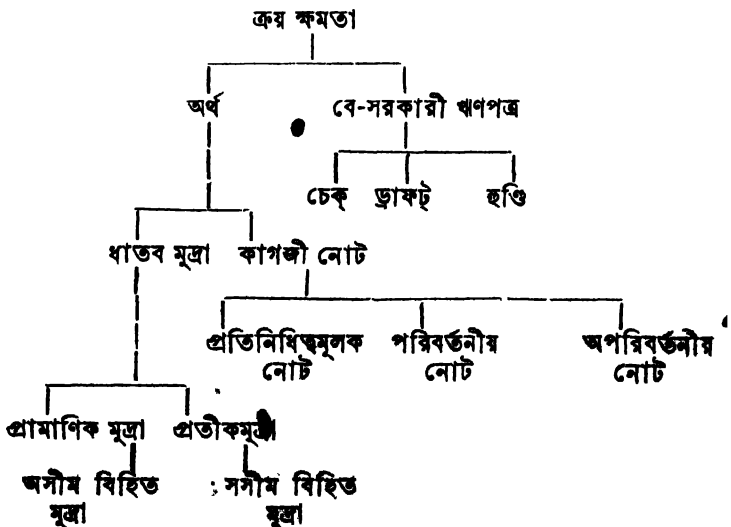 ক্রয় ক্ষমতা
অর্থ বে-সরকারী ঋণপত্র
চেক্ ড্রাফট্ হুণ্ডি
ধাতব মুদ্রা কাগজী নোট
প্রতিনিধিত্বমূলক পরিবর্তনীয় অপরিবর্তনীয়
নোট নোট নোট
প্রামাণিক মুদ্রা প্রতীকমুদ্রা
অসীম বিহিত সসীম বিহিত
মুদ্রা মুদ্রা